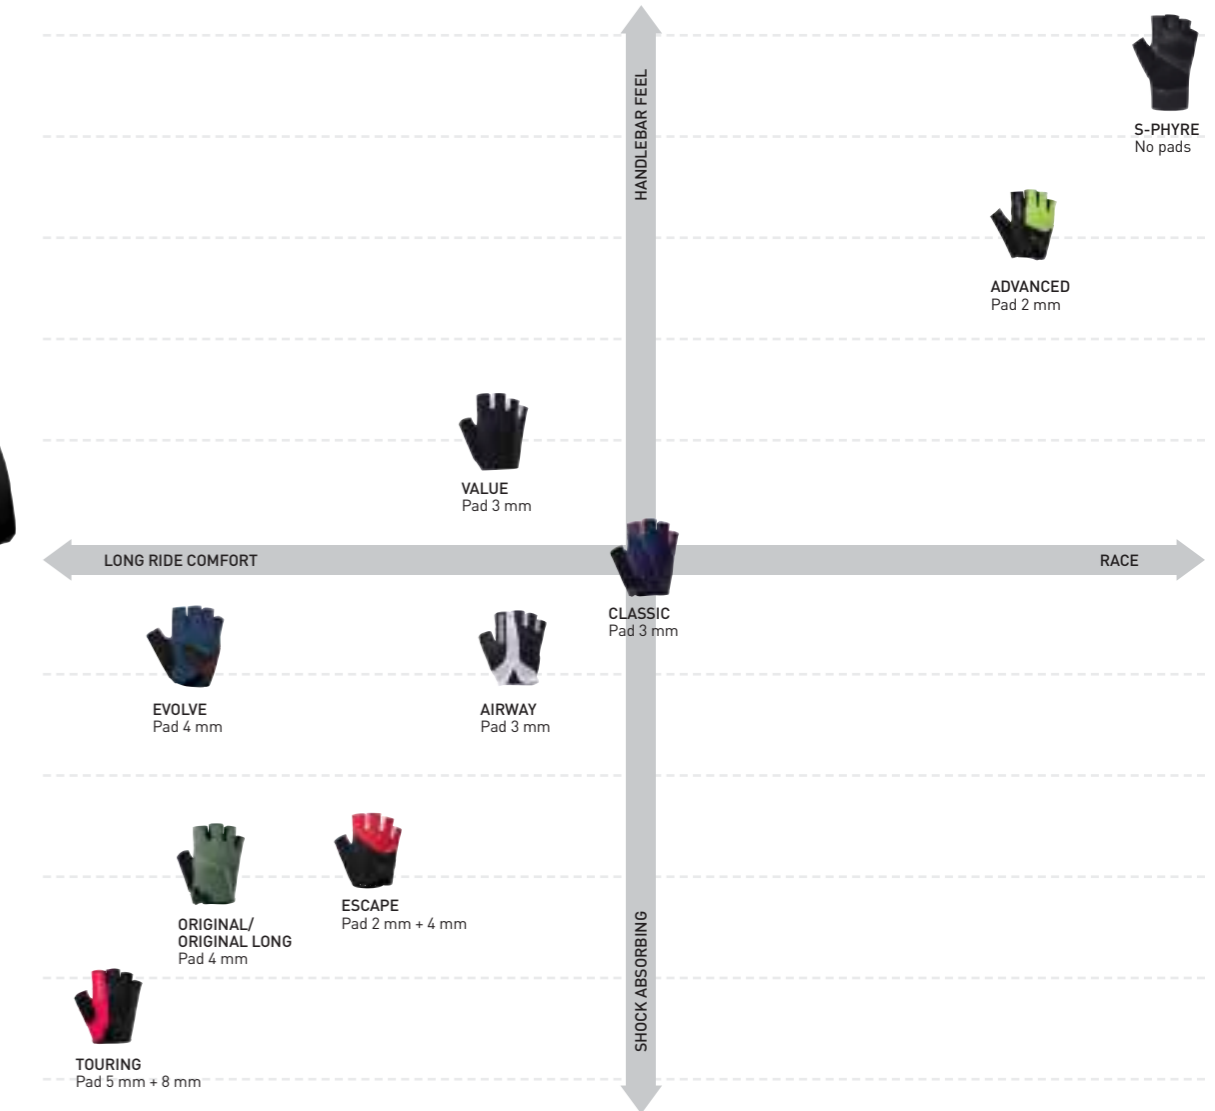 HANDLEBAR FEEL
S-PHYRE
No pads
ADVANCED
Pad 2 mm
VALUE
Pad 3 mm
LONG RIDE COMFORT
RACE
CLASSIC
Pad 3 mm
EVOLVE
Pad 4 mm
AIRWAY
Pad 3 mm
ESCAPE
Pad 2 mm + 4 mm
ORIGINAL/
ORIGINAL LONG
Pad 4 mm
SHOCK ABSORBING
TOURING
Pad 5 mm + 8 mm